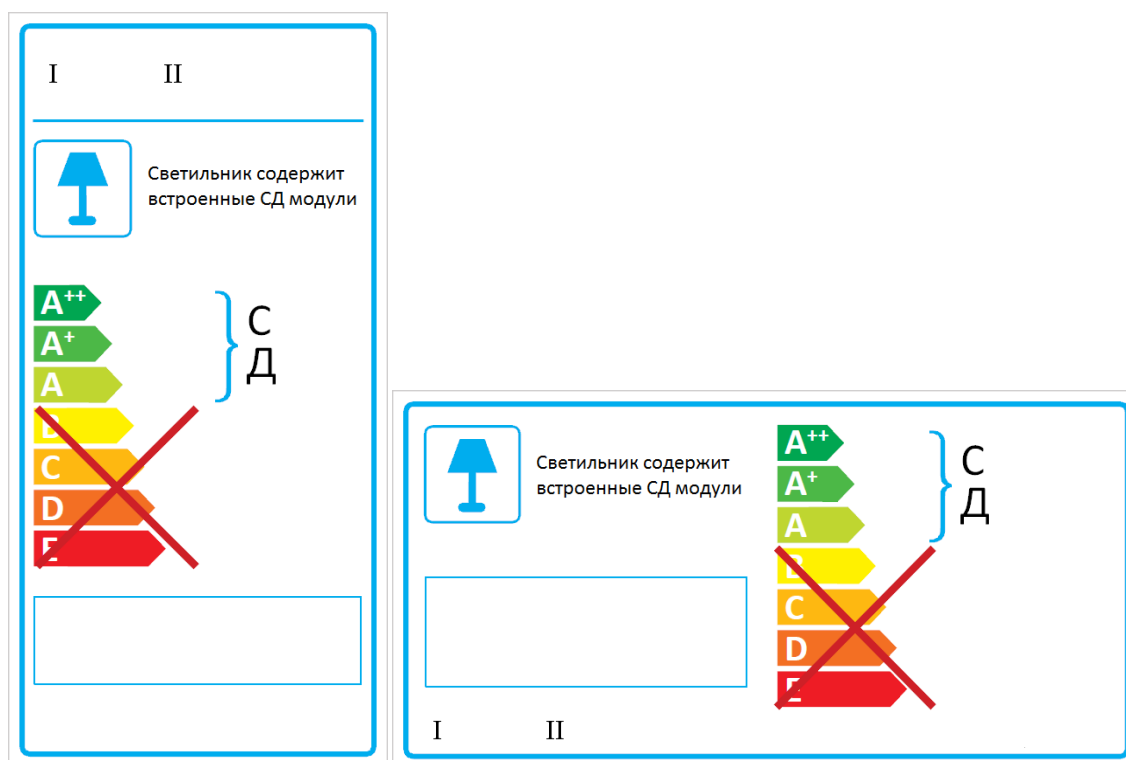 I II
Светильник содержит
встроенные СД модули
A++
A+
A
B
C
D
E
С
Д
Светильник содержит
встроенные СД модули
I II
A++
A+
A
B
C
D
E
С
Д